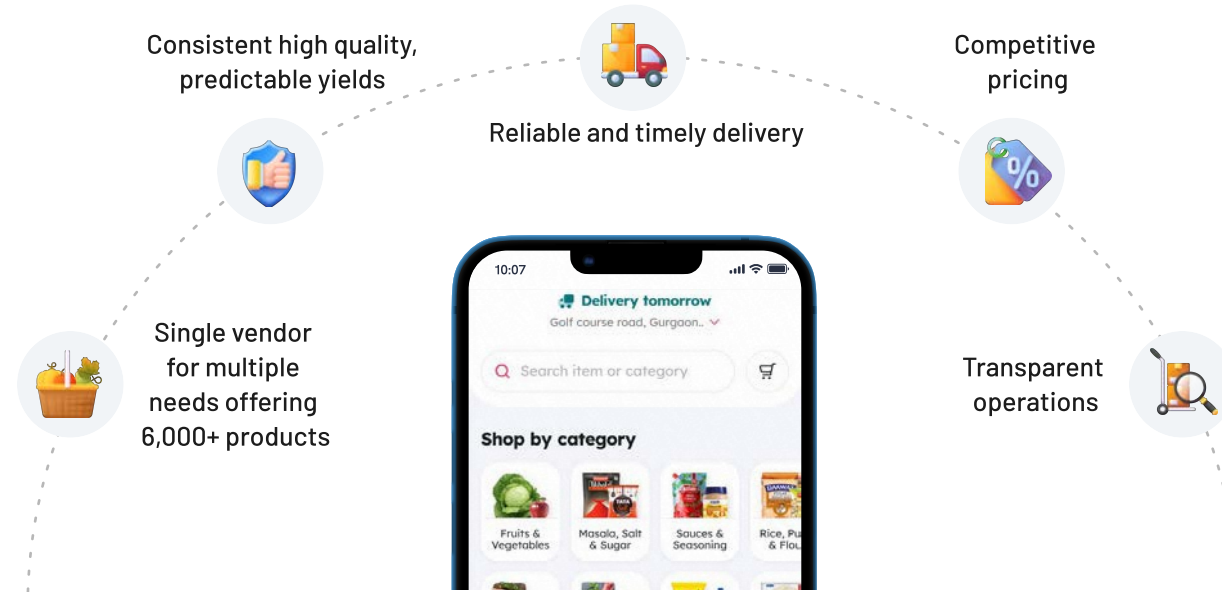 Consistent high quality,
predictable yields
Competitive
pricing
%
Reliable and timely delivery
Single vendor
for multiple
needs offering
6,000+ products
Transparent
operations
10:07
Delivery tomorrow
Golf course road, Gurgaon..
Search item or category
Shop by category
TATA
Fruits &
Vegetables
Masala, Salt
& Sugar
Sauces &
Seasoning
Rice, Pu
& Flou